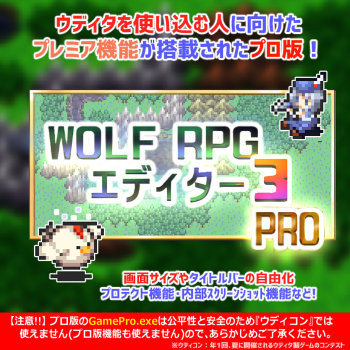 ウディタを使い込む人に向けた
プレミア機能が搭載されたプロ版！
WOLF RPG
エディター3
PRO
画面サイズやタイトルバーの自由化
プロテクト機能・内部スクリーンショット機能など!
【注意!!】プロ版のGamePro.exeは公平性と安全のため『ウディコン』では
使えません(プロ版機能も使えません)ので、あらかじめご了承ください。
※ウディコン：年1回、夏に開催されるウディタ製ゲームのコンテスト